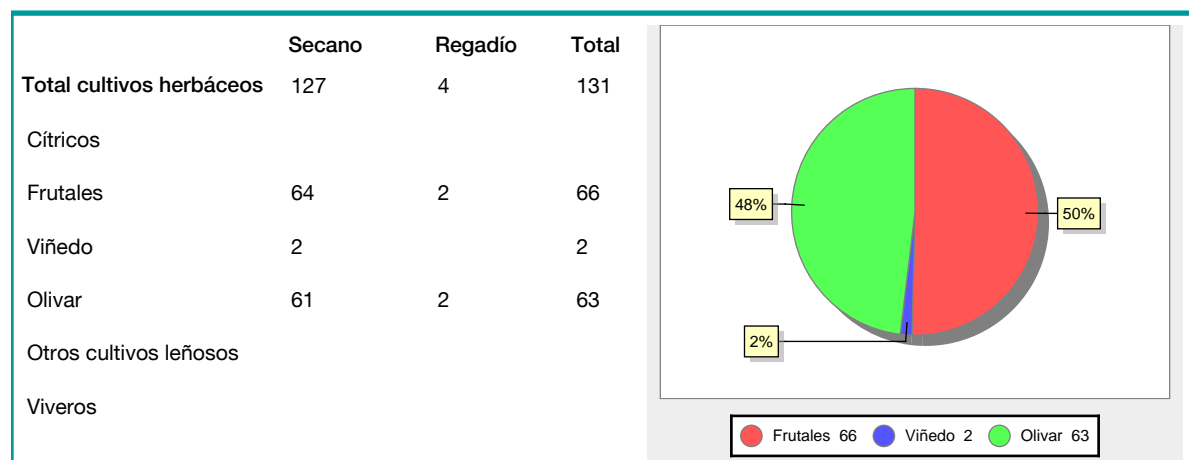 Secano Regadío Total
Total cultivos herbáceos 127 4 131
Cítricos
Frutales 64 2 66
Viñedo 2 2
Olivar 61 2 63
Otros cultivos leñosos
Viveros
48%
50%
2%
Frutales 66 Viñedo 2 Olivar 63